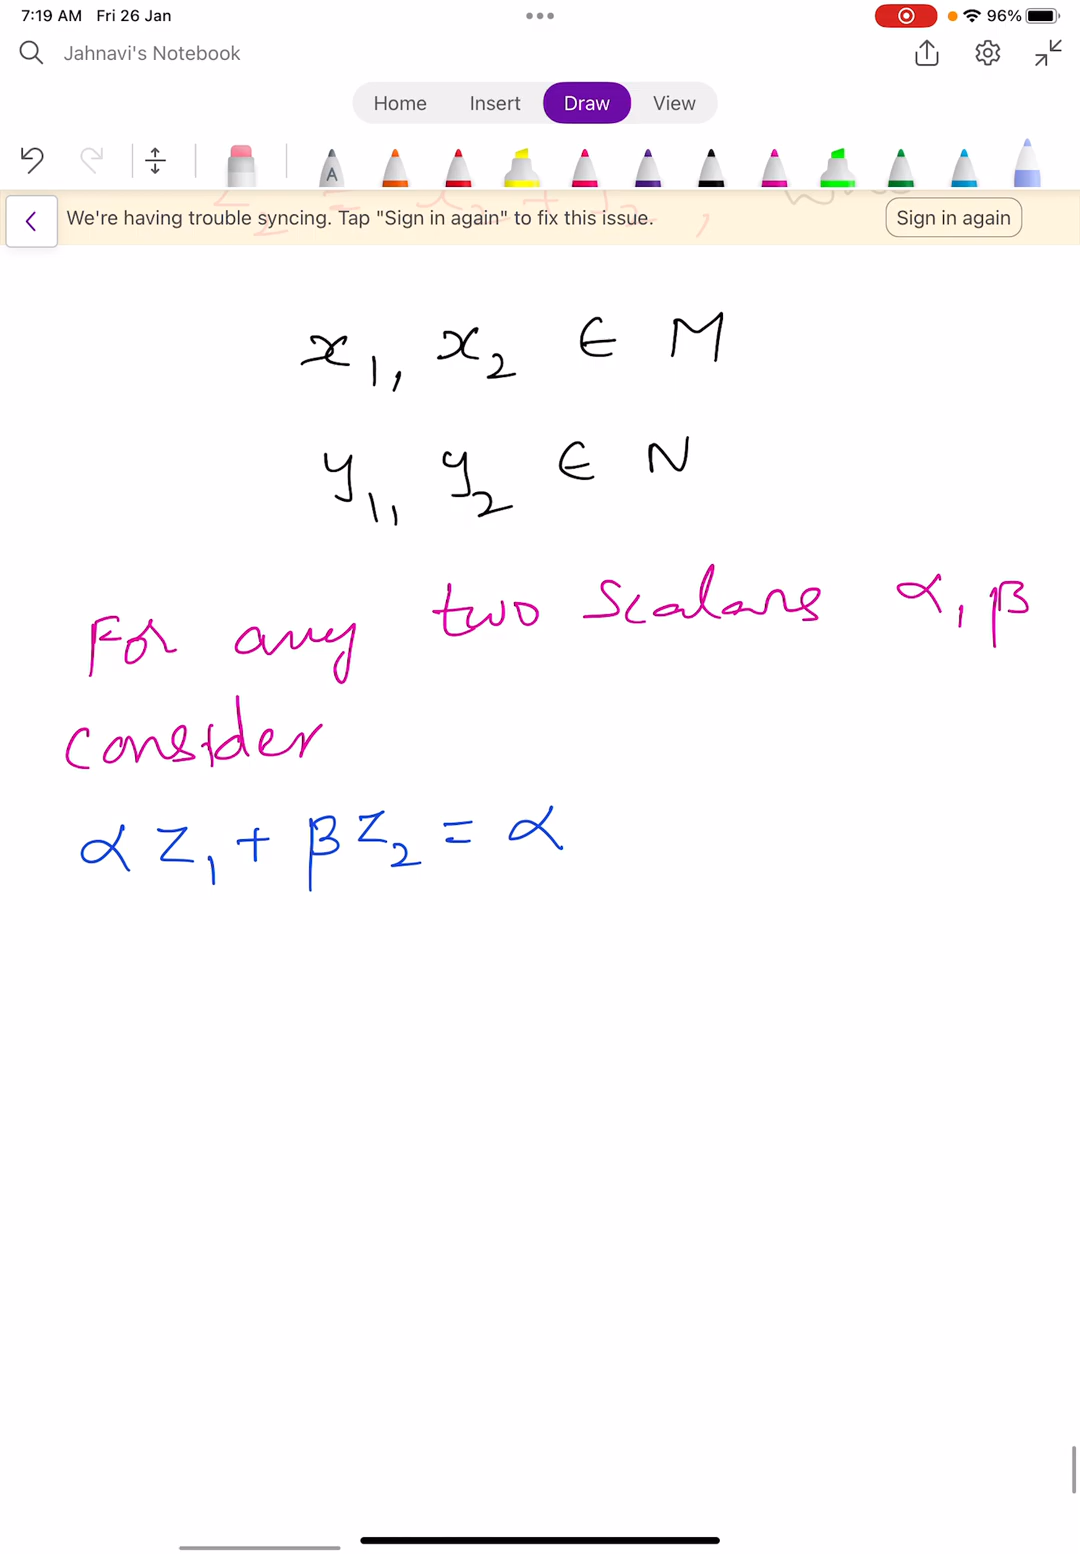 7:19 AM Fri 26 Jan 96%
Jahnavi's Notebook
Home Insert Draw View
A
We're having trouble syncing. Tap "Sign in again" to fix this issue. Sign in again
x₁, x₂ ∈ M
y₁, y₂ ∈ N
For any two scalars α, β
consider
αz₁ + βz₂ = α